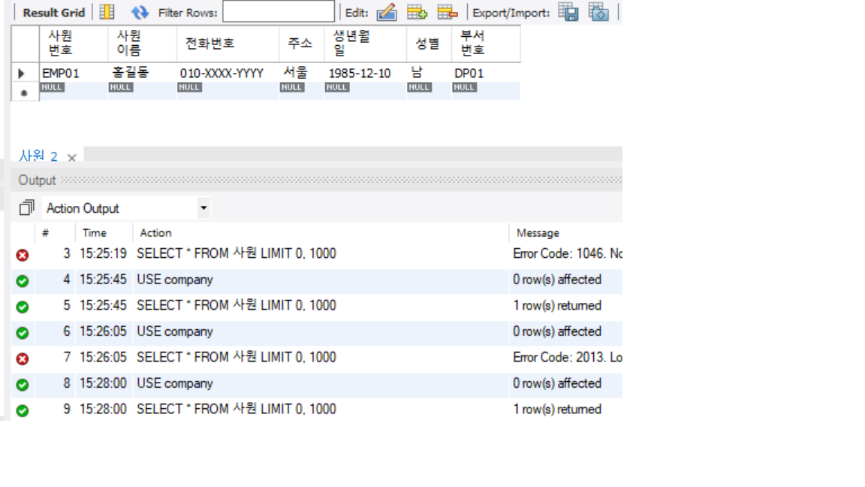 Result Grid Filter Rows: Edit: Export/Import:
사원 번호 사원 이름 전화번호 주소 생년월일 성별 부서 번호
EMP01 홍길동 010-XXXX-YYYY 서울 1985-12-10 남 DP01
NULL NULL NULL NULL NULL NULL NULL
사원 2 ×
Output
Action Output
# Time Action Message
3 15:25:19 SELECT * FROM 사원 LIMIT 0, 1000 Error Code: 1046. No
4 15:25:45 USE company 0 row(s) affected
5 15:25:45 SELECT * FROM 사원 LIMIT 0, 1000 1 row(s) returned
6 15:26:05 USE company 0 row(s) affected
7 15:26:05 SELECT * FROM 사원 LIMIT 0, 1000 Error Code: 2013. Lo
8 15:28:00 USE company 0 row(s) affected
9 15:28:00 SELECT * FROM 사원 LIMIT 0, 1000 1 row(s) returned